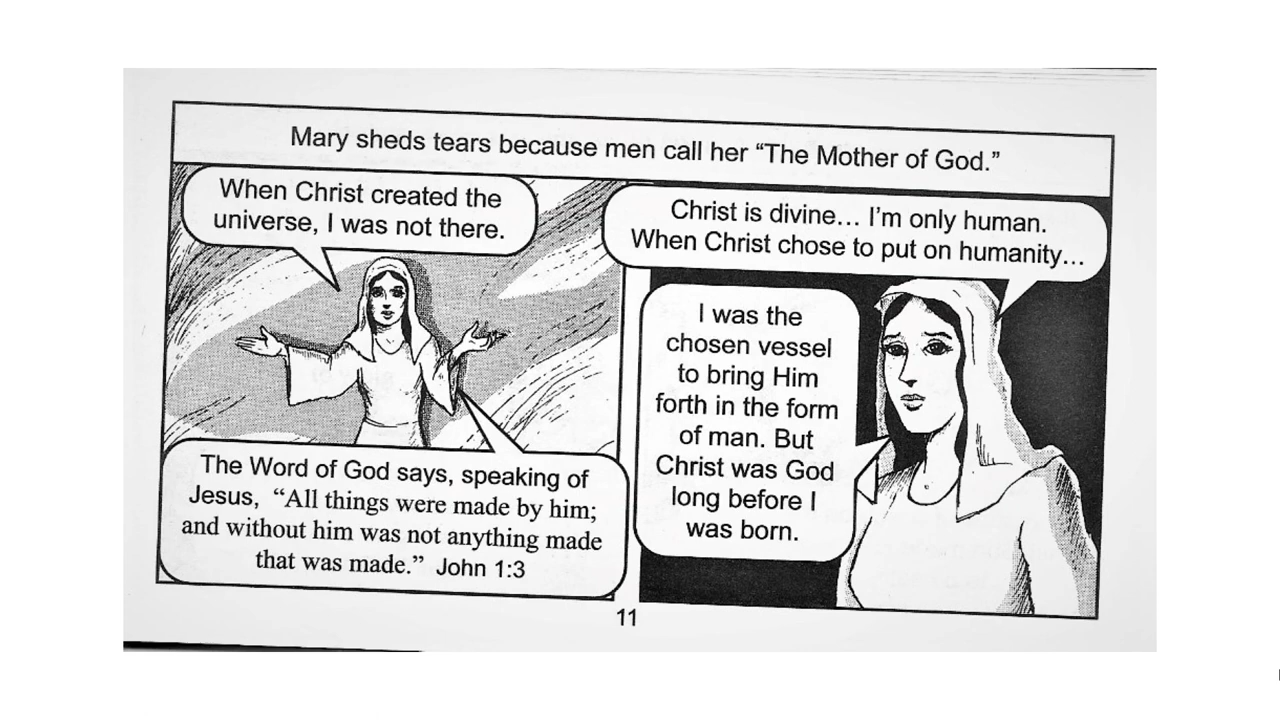 Mary sheds tears because men call her “The Mother of God.”
When Christ created the
universe, I was not there.
The Word of God says, speaking of
Jesus, “All things were made by him;
and without him was not anything made
that was made.” John 1:3
Christ is divine... I’m only human.
When Christ chose to put on humanity...
I was the
chosen vessel
to bring Him
forth in the form
of man. But
Christ was God
long before I
was born.
11